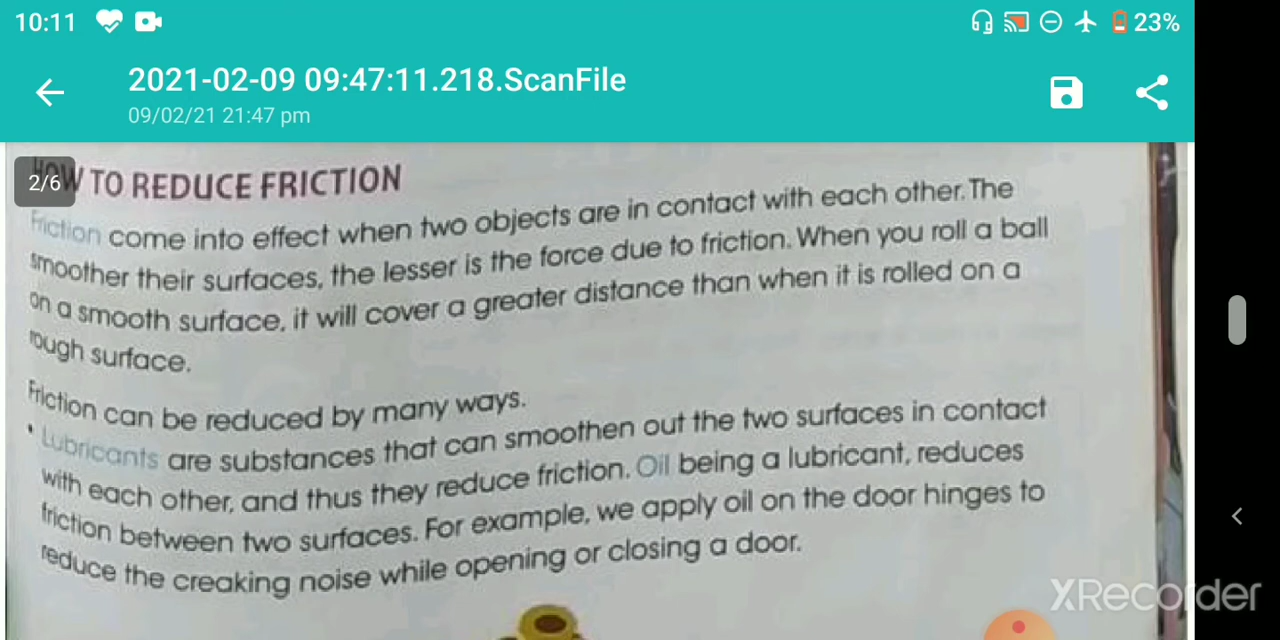 10:11
23%
2021-02-09 09:47:11.218.ScanFile
09/02/21 21:47 pm
2/6
HOW TO REDUCE FRICTION
Friction come into effect when two objects are in contact with each other. The
smoother their surfaces, the lesser is the force due to friction. When you roll a ball
on a smooth surface, it will cover a greater distance than when it is rolled on a
rough surface.
Friction can be reduced by many ways.
• Lubricants are substances that can smoothen out the two surfaces in contact
with each other, and thus they reduce friction. Oil being a lubricant, reduces
friction between two surfaces. For example, we apply oil on the door hinges to
reduce the creaking noise while opening or closing a door.
XRecorder